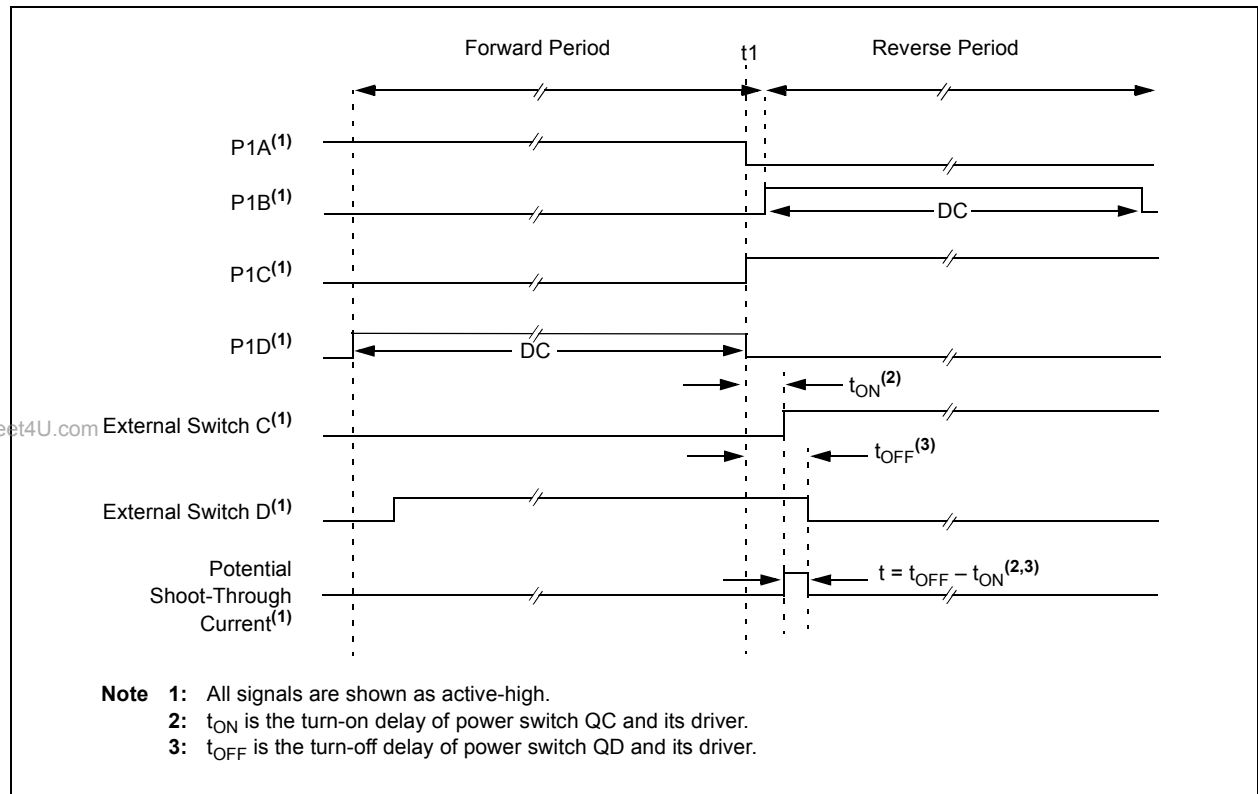 Forward Period
t1
Reverse Period
P1A(1)
P1B(1)
DC
P1C(1)
P1D(1)
DC
tON(2)
eet4U.com
External Switch C(1)
tOFF(3)
External Switch D(1)
Potential
Shoot-Through
Current(1)
t = tOFF – tON(2,3)
Note 1: All signals are shown as active-high.
2: tON is the turn-on delay of power switch QC and its driver.
3: tOFF is the turn-off delay of power switch QD and its driver.